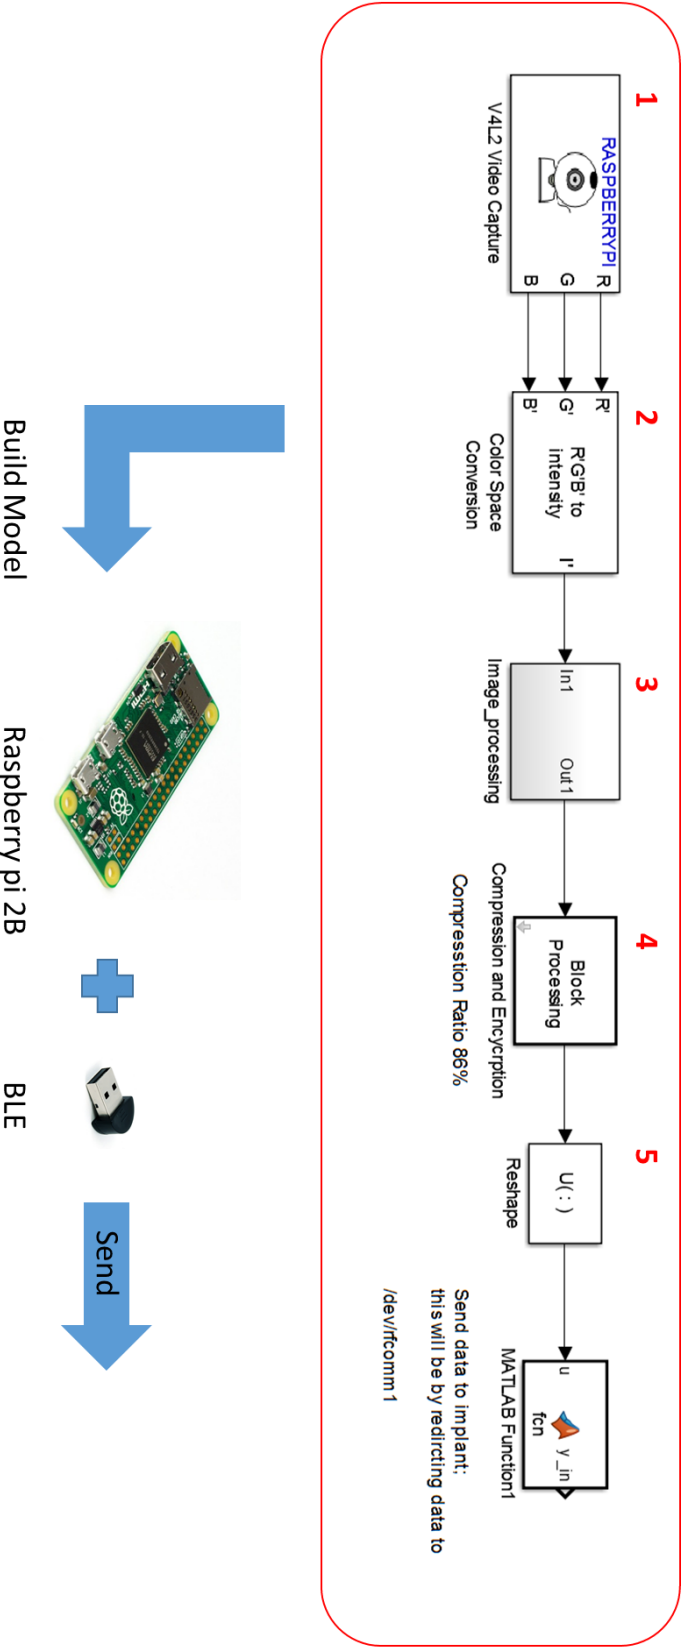 1
RASPBERRYPI
R
G
B
V4L2 Video Capture
2
R'
G'
B'
R'G'B' to
intensity
I'
Color Space
Conversion
3
In1
Out1
Image_processing
4
Block
Processing
Compression and Encycrption
Compresstion Ratio 86%
5
U( : )
Reshape
u
fcn
y_in
MATLAB Function1
Send data to implant;
this will be by redircting data to
/dev/rfcomm1
Build Model
Raspberry pi 2B
BLE
Send